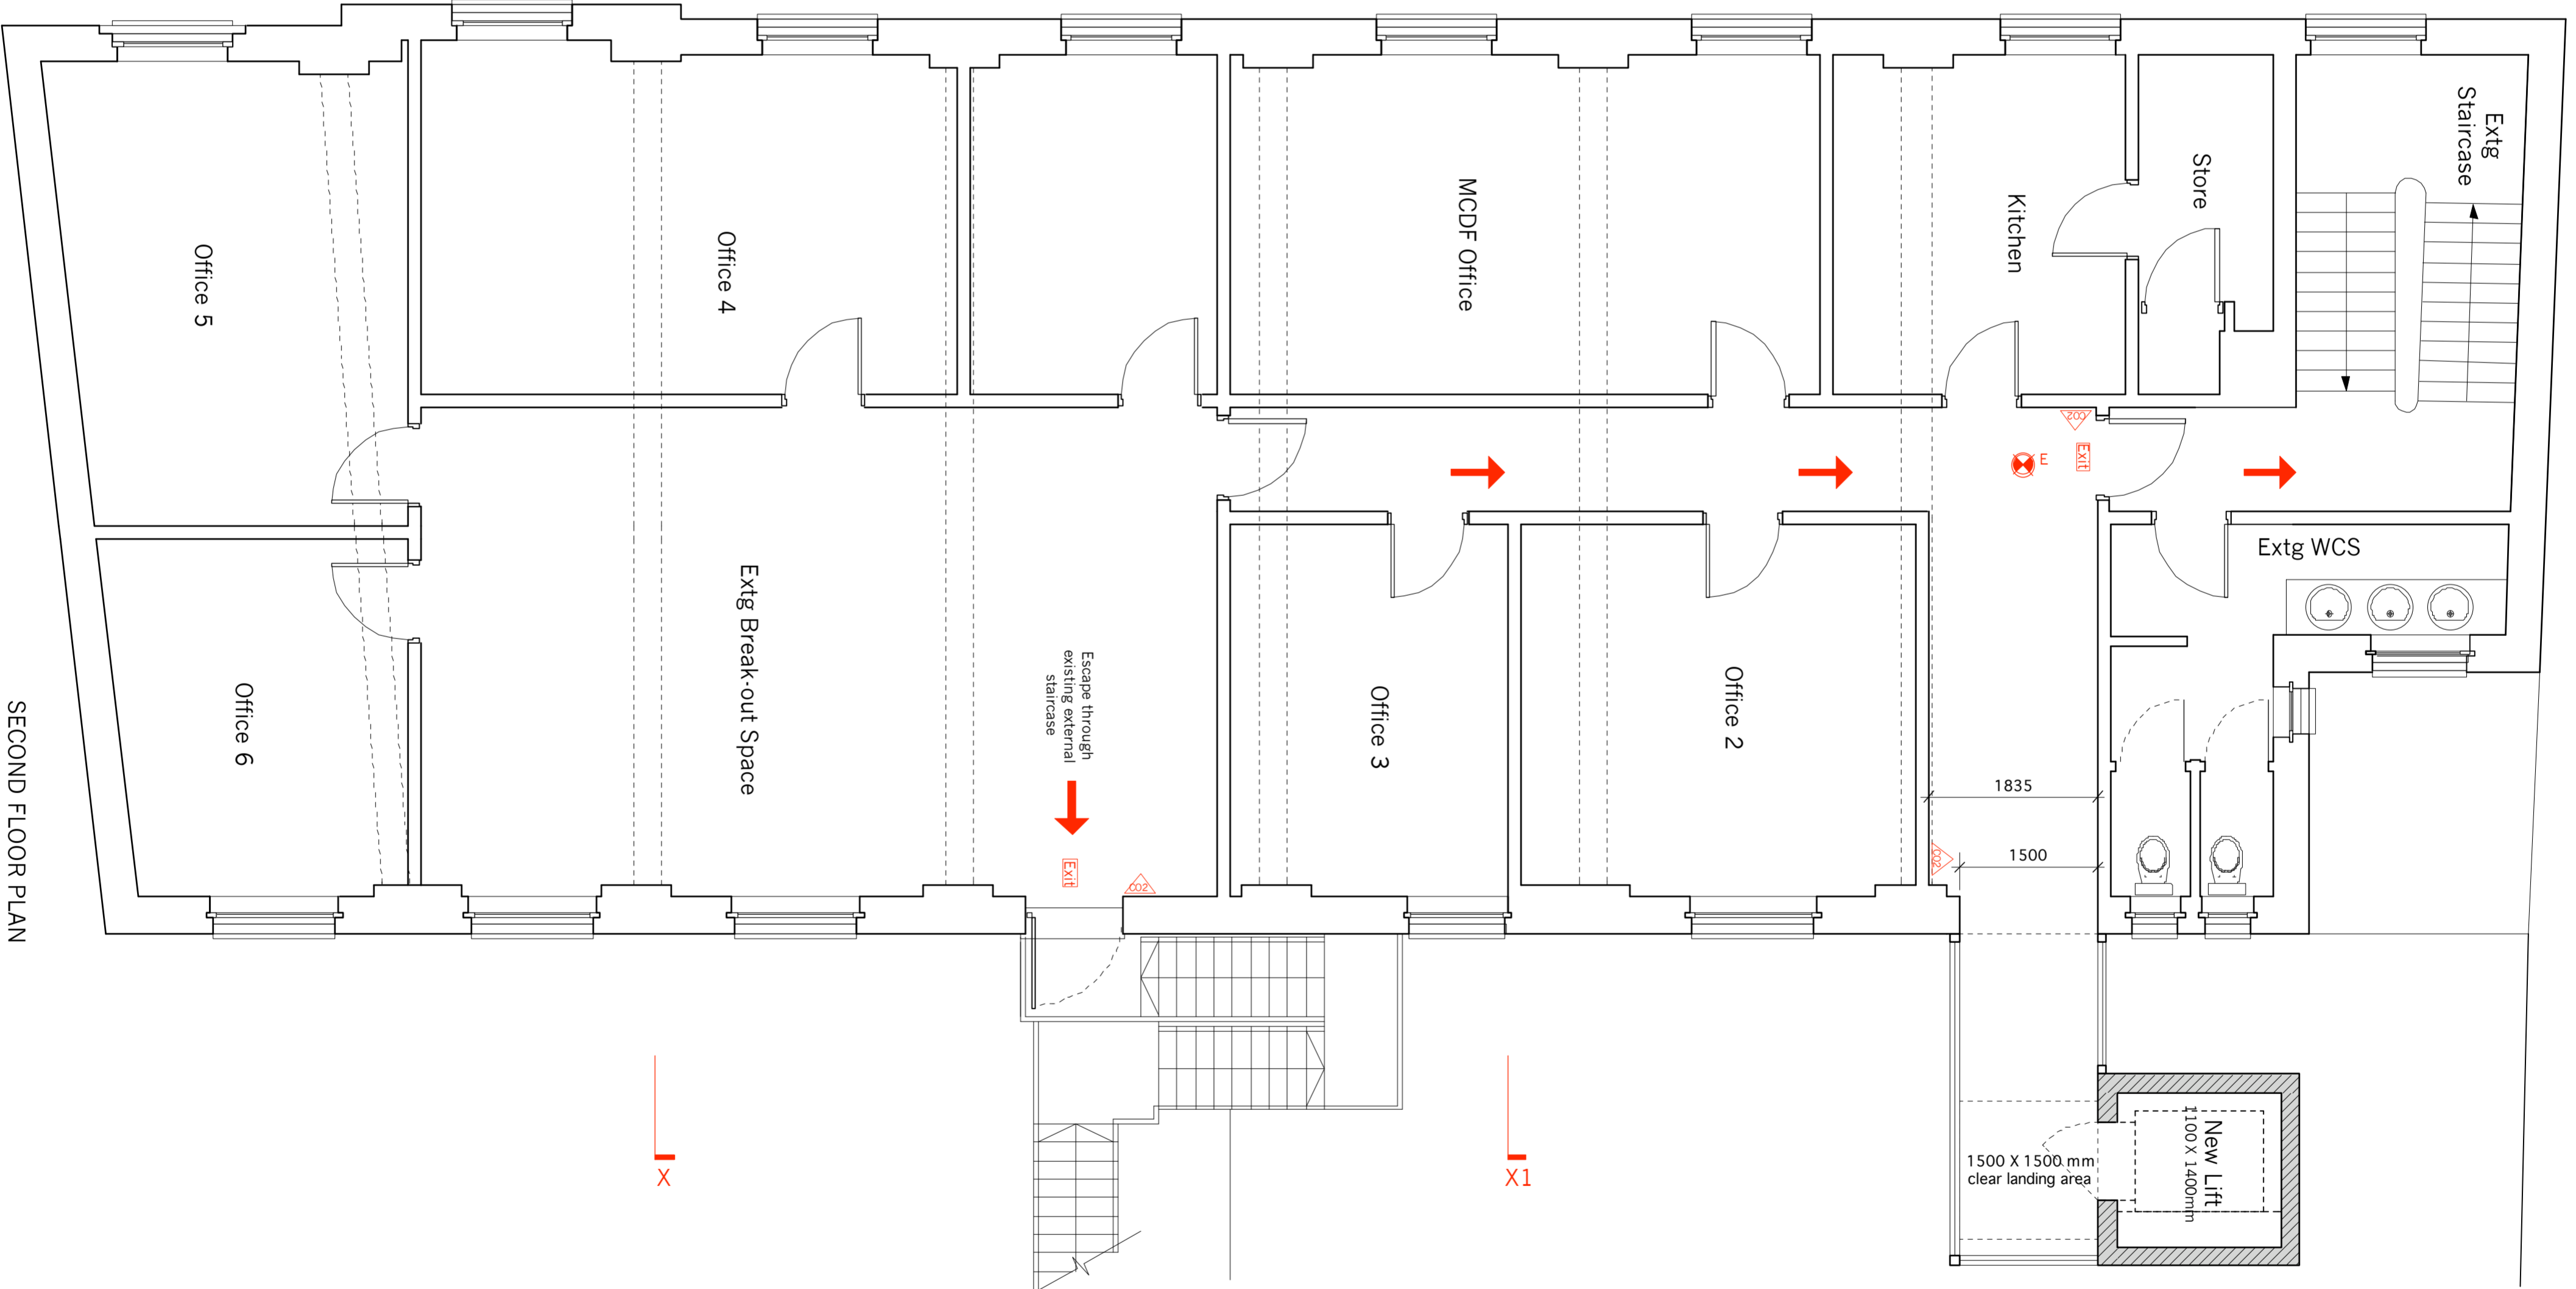 Extg
Staircase
Store
Kitchen
MCDF Office
Office 4
Office 5
CO2
Exit
E
Extg WCS
Extg Break-out Space
Escape through
existing external
staircase
Exit
CO2
Office 3
Office 2
Office 6
1835
1500
CO2
SECOND FLOOR PLAN
X
X1
1500 X 1500 mm
clear landing area
New Lift
1100 X 1400mm